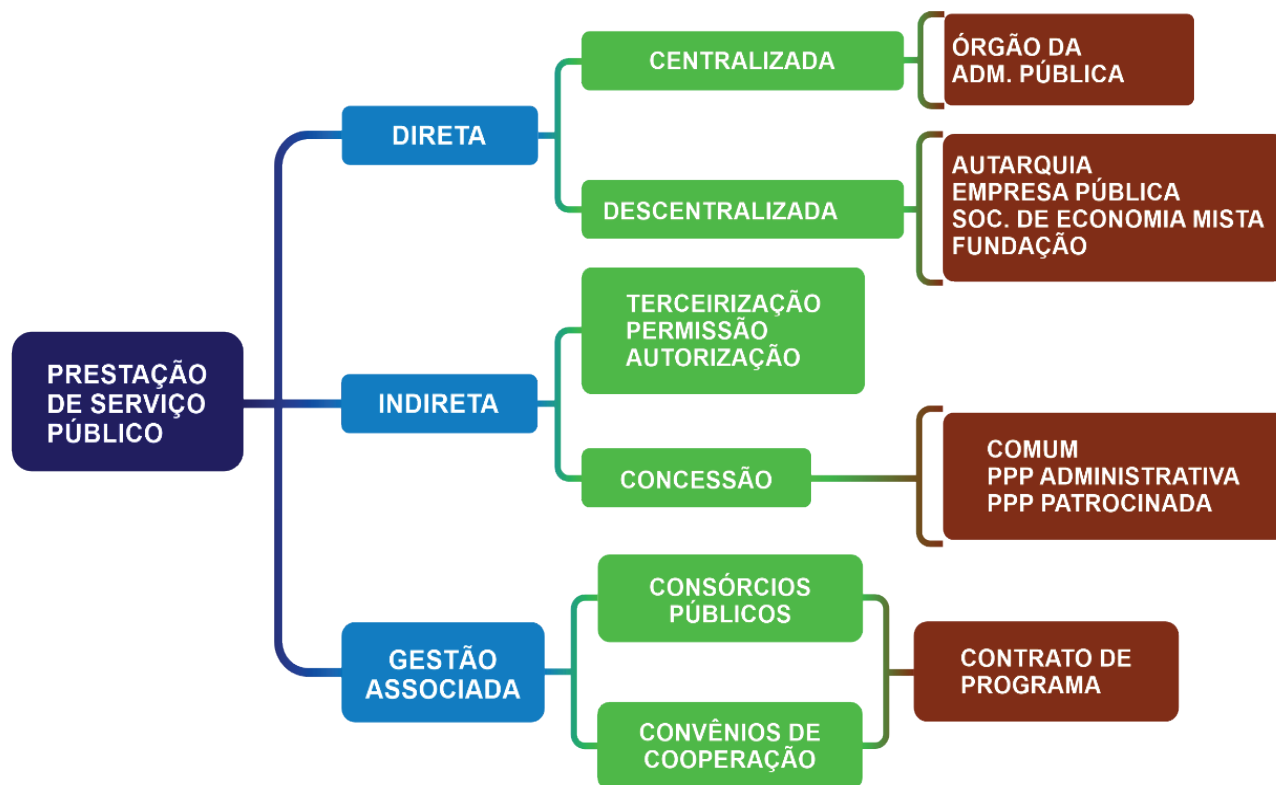 PRESTAÇÃO
DE SERVIÇO
PÚBLICO
DIRETA
CENTRALIZADA
ÓRGÃO DA
ADM. PÚBLICA
DESCENTRALIZADA
AUTARQUIA
EMPRESA PÚBLICA
SOC. DE ECONOMIA MISTA
FUNDAÇÃO
INDIRETA
TERCEIRIZAÇÃO
PERMISSÃO
AUTORIZAÇÃO
CONCESSÃO
COMUM
PPP ADMINISTRATIVA
PPP PATROCINADA
GESTÃO
ASSOCIADA
CONSÓRCIOS
PÚBLICOS
CONVÊNIOS DE
COOPERAÇÃO
CONTRATO DE
PROGRAMA